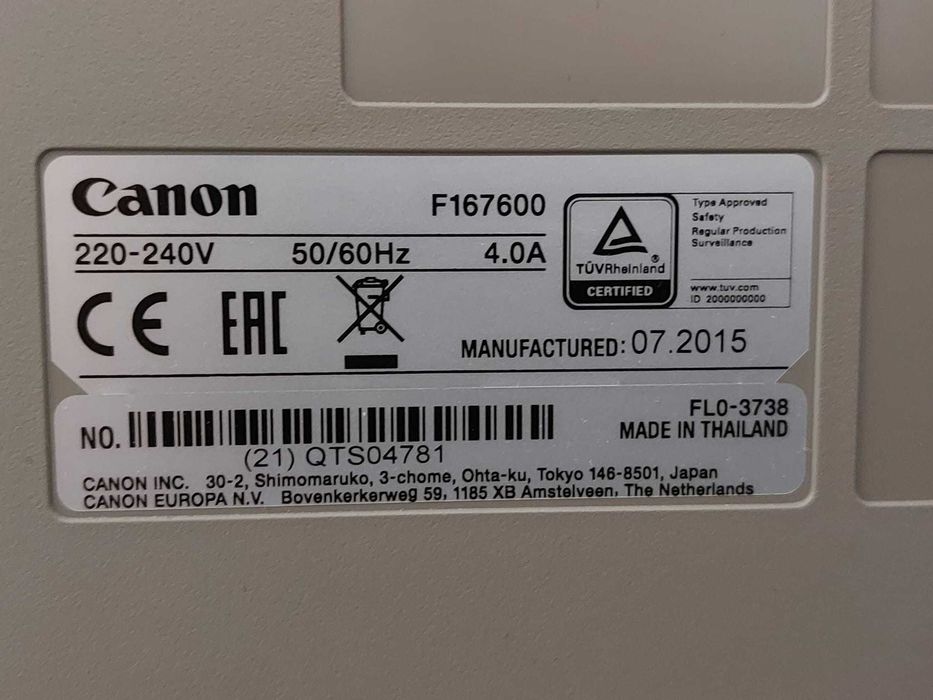 Canon
F167600
220-240V 50/60Hz 4.0A
TÜVRheinland®
CERTIFIED
Type Approved
Safety
Regular Production
Surveillance
www.tuv.com
ID 2000000000
CE EAC
MANUFACTURED: 07.2015
FL0-3738
NO.
MADE IN THAILAND
(21) QTS04781
CANON INC. 30-2, Shimomaruko, 3-chome, Ohta-ku, Tokyo 146-8501, Japan
CANON EUROPA N.V. Bovenkerkerweg 59, 1185 XB Amstelveen, The Netherlands